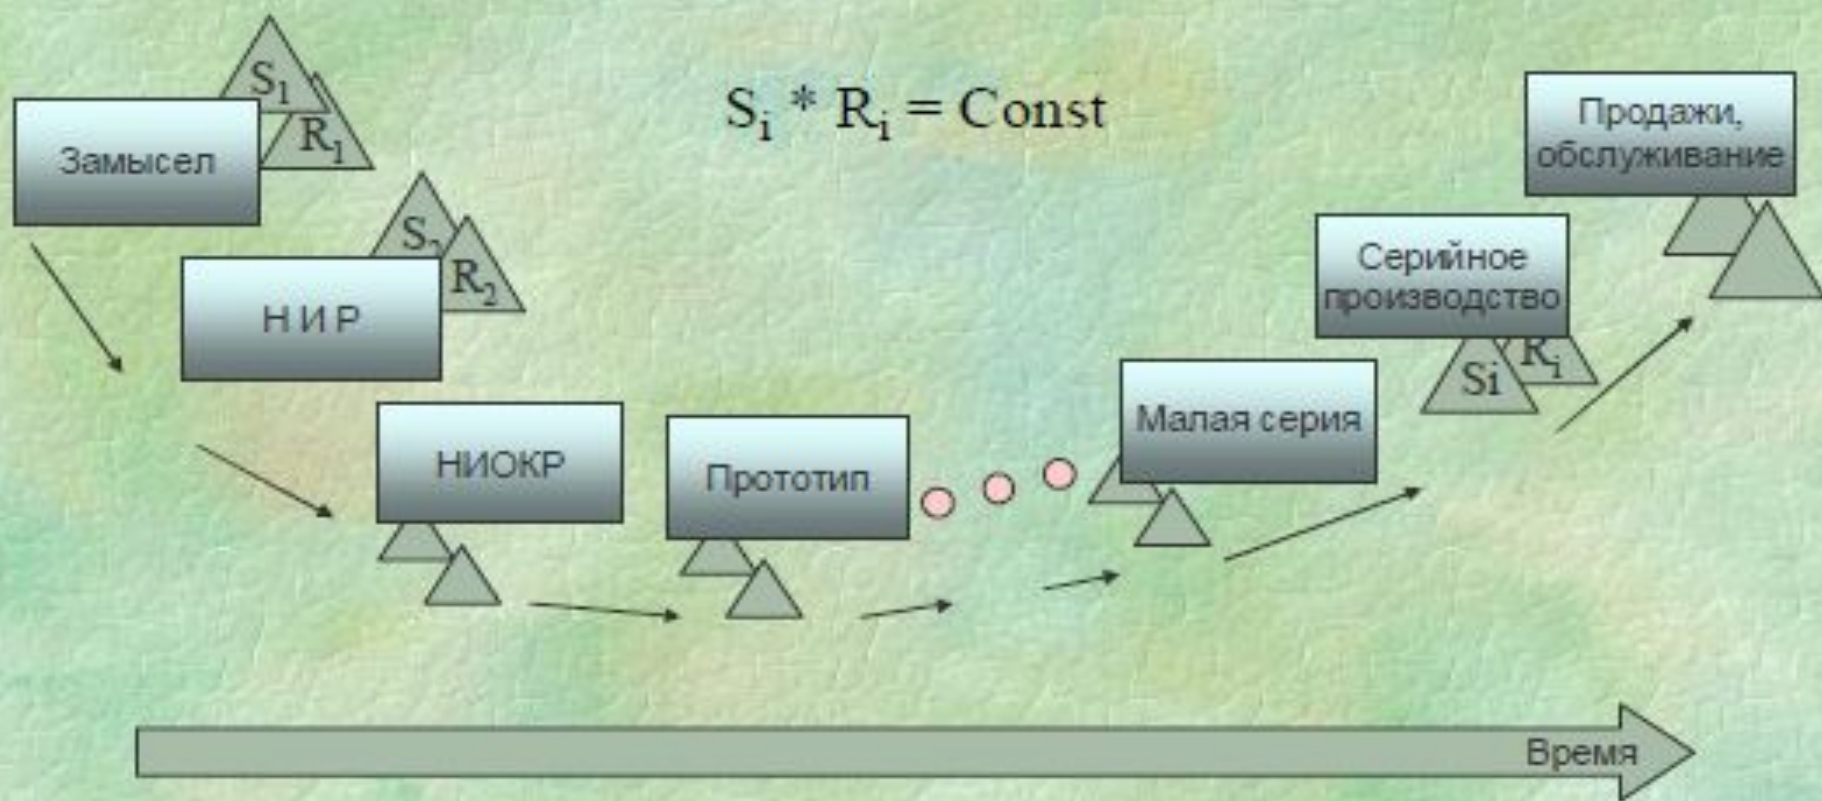 S₁
R₁
Замысел
Sᵢ * Rᵢ = Const
Продажи,
обслуживание
S₂
R₂
Н И Р
Серийное
производство
Rᵢ
Si
Малая серия
НИОКР
Прототип
Время